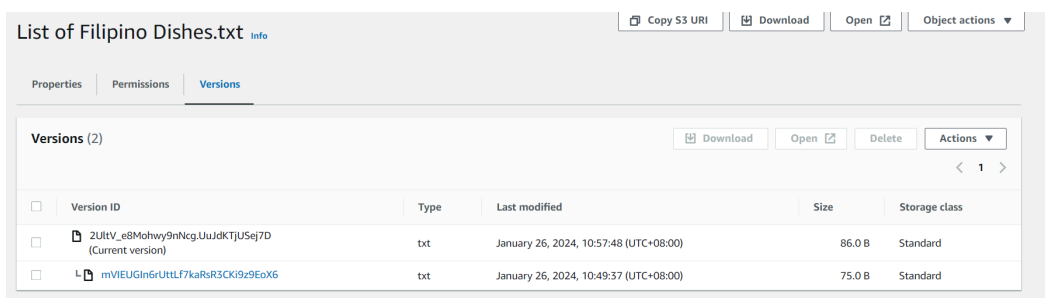 List of Filipino Dishes.txt Info
Copy S3 URI Download Open Object actions
Properties Permissions Versions
Versions (2)
Download Open Delete Actions
1
Version ID Type Last modified Size Storage class
2UltV_e8Mohwy9nNcg.UuJdKTjUSej7D
(Current version)
txt January 26, 2024, 10:57:48 (UTC+08:00) 86.0 B Standard
mVIEUGIn6rUttLf7kaRsR3CKi9z9EoX6 txt January 26, 2024, 10:49:37 (UTC+08:00) 75.0 B Standard